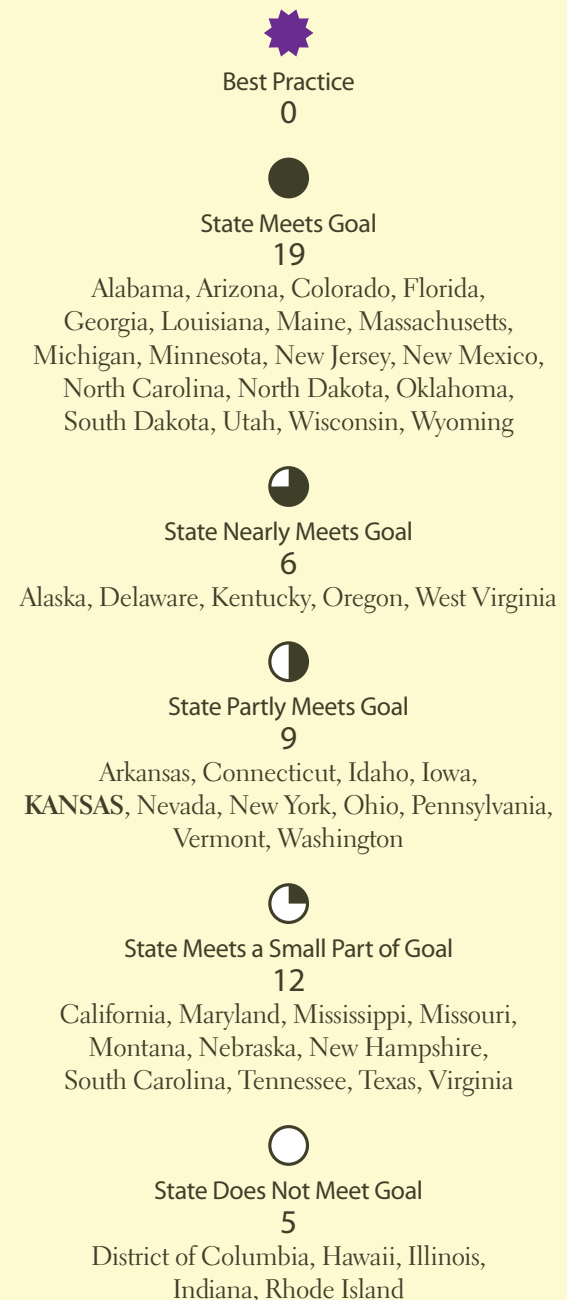 Best Practice
0
State Meets Goal
19
Alabama, Arizona, Colorado, Florida,
Georgia, Louisiana, Maine, Massachusetts,
Michigan, Minnesota, New Jersey, New Mexico,
North Carolina, North Dakota, Oklahoma,
South Dakota, Utah, Wisconsin, Wyoming
State Nearly Meets Goal
6
Alaska, Delaware, Kentucky, Oregon, West Virginia
State Partly Meets Goal
9
Arkansas, Connecticut, Idaho, Iowa,
KANSAS, Nevada, New York, Ohio, Pennsylvania,
Vermont, Washington
State Meets a Small Part of Goal
12
California, Maryland, Mississippi, Missouri,
Montana, Nebraska, New Hampshire,
South Carolina, Tennessee, Texas, Virginia
State Does Not Meet Goal
5
District of Columbia, Hawaii, Illinois,
Indiana, Rhode Island